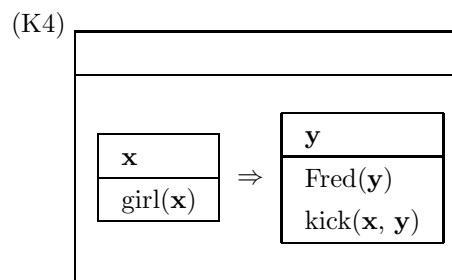 (K4)
x
girl(x)
⇒
y
Fred(y)
kick(x, y)